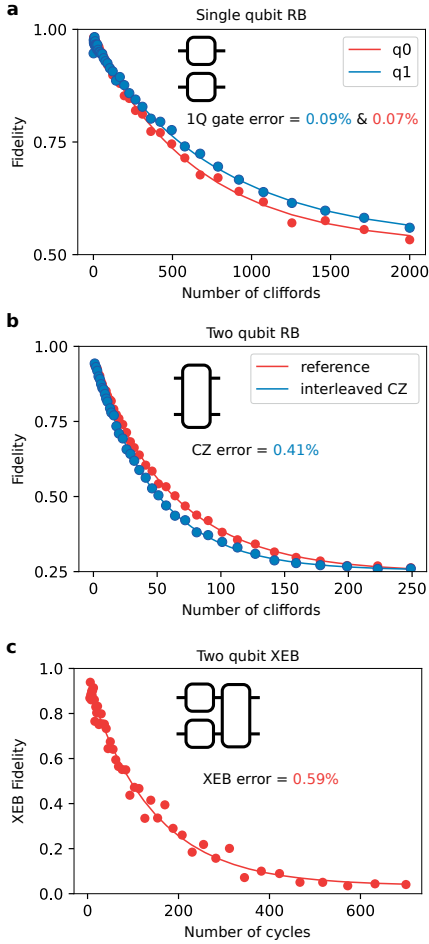 a
Single qubit RB
1.00
0.75
0.50
Fidelity
q0
q1
1Q gate error = 0.09% & 0.07%
0
500
1000
1500
2000
Number of cliffords
b
Two qubit RB
1.00
0.75
0.50
0.25
Fidelity
reference
interleaved CZ
CZ error = 0.41%
0
50
100
150
200
250
Number of cliffords
c
Two qubit XEB
1.0
0.8
0.6
0.4
0.2
0.0
XEB Fidelity
XEB error = 0.59%
0
200
400
600
Number of cycles